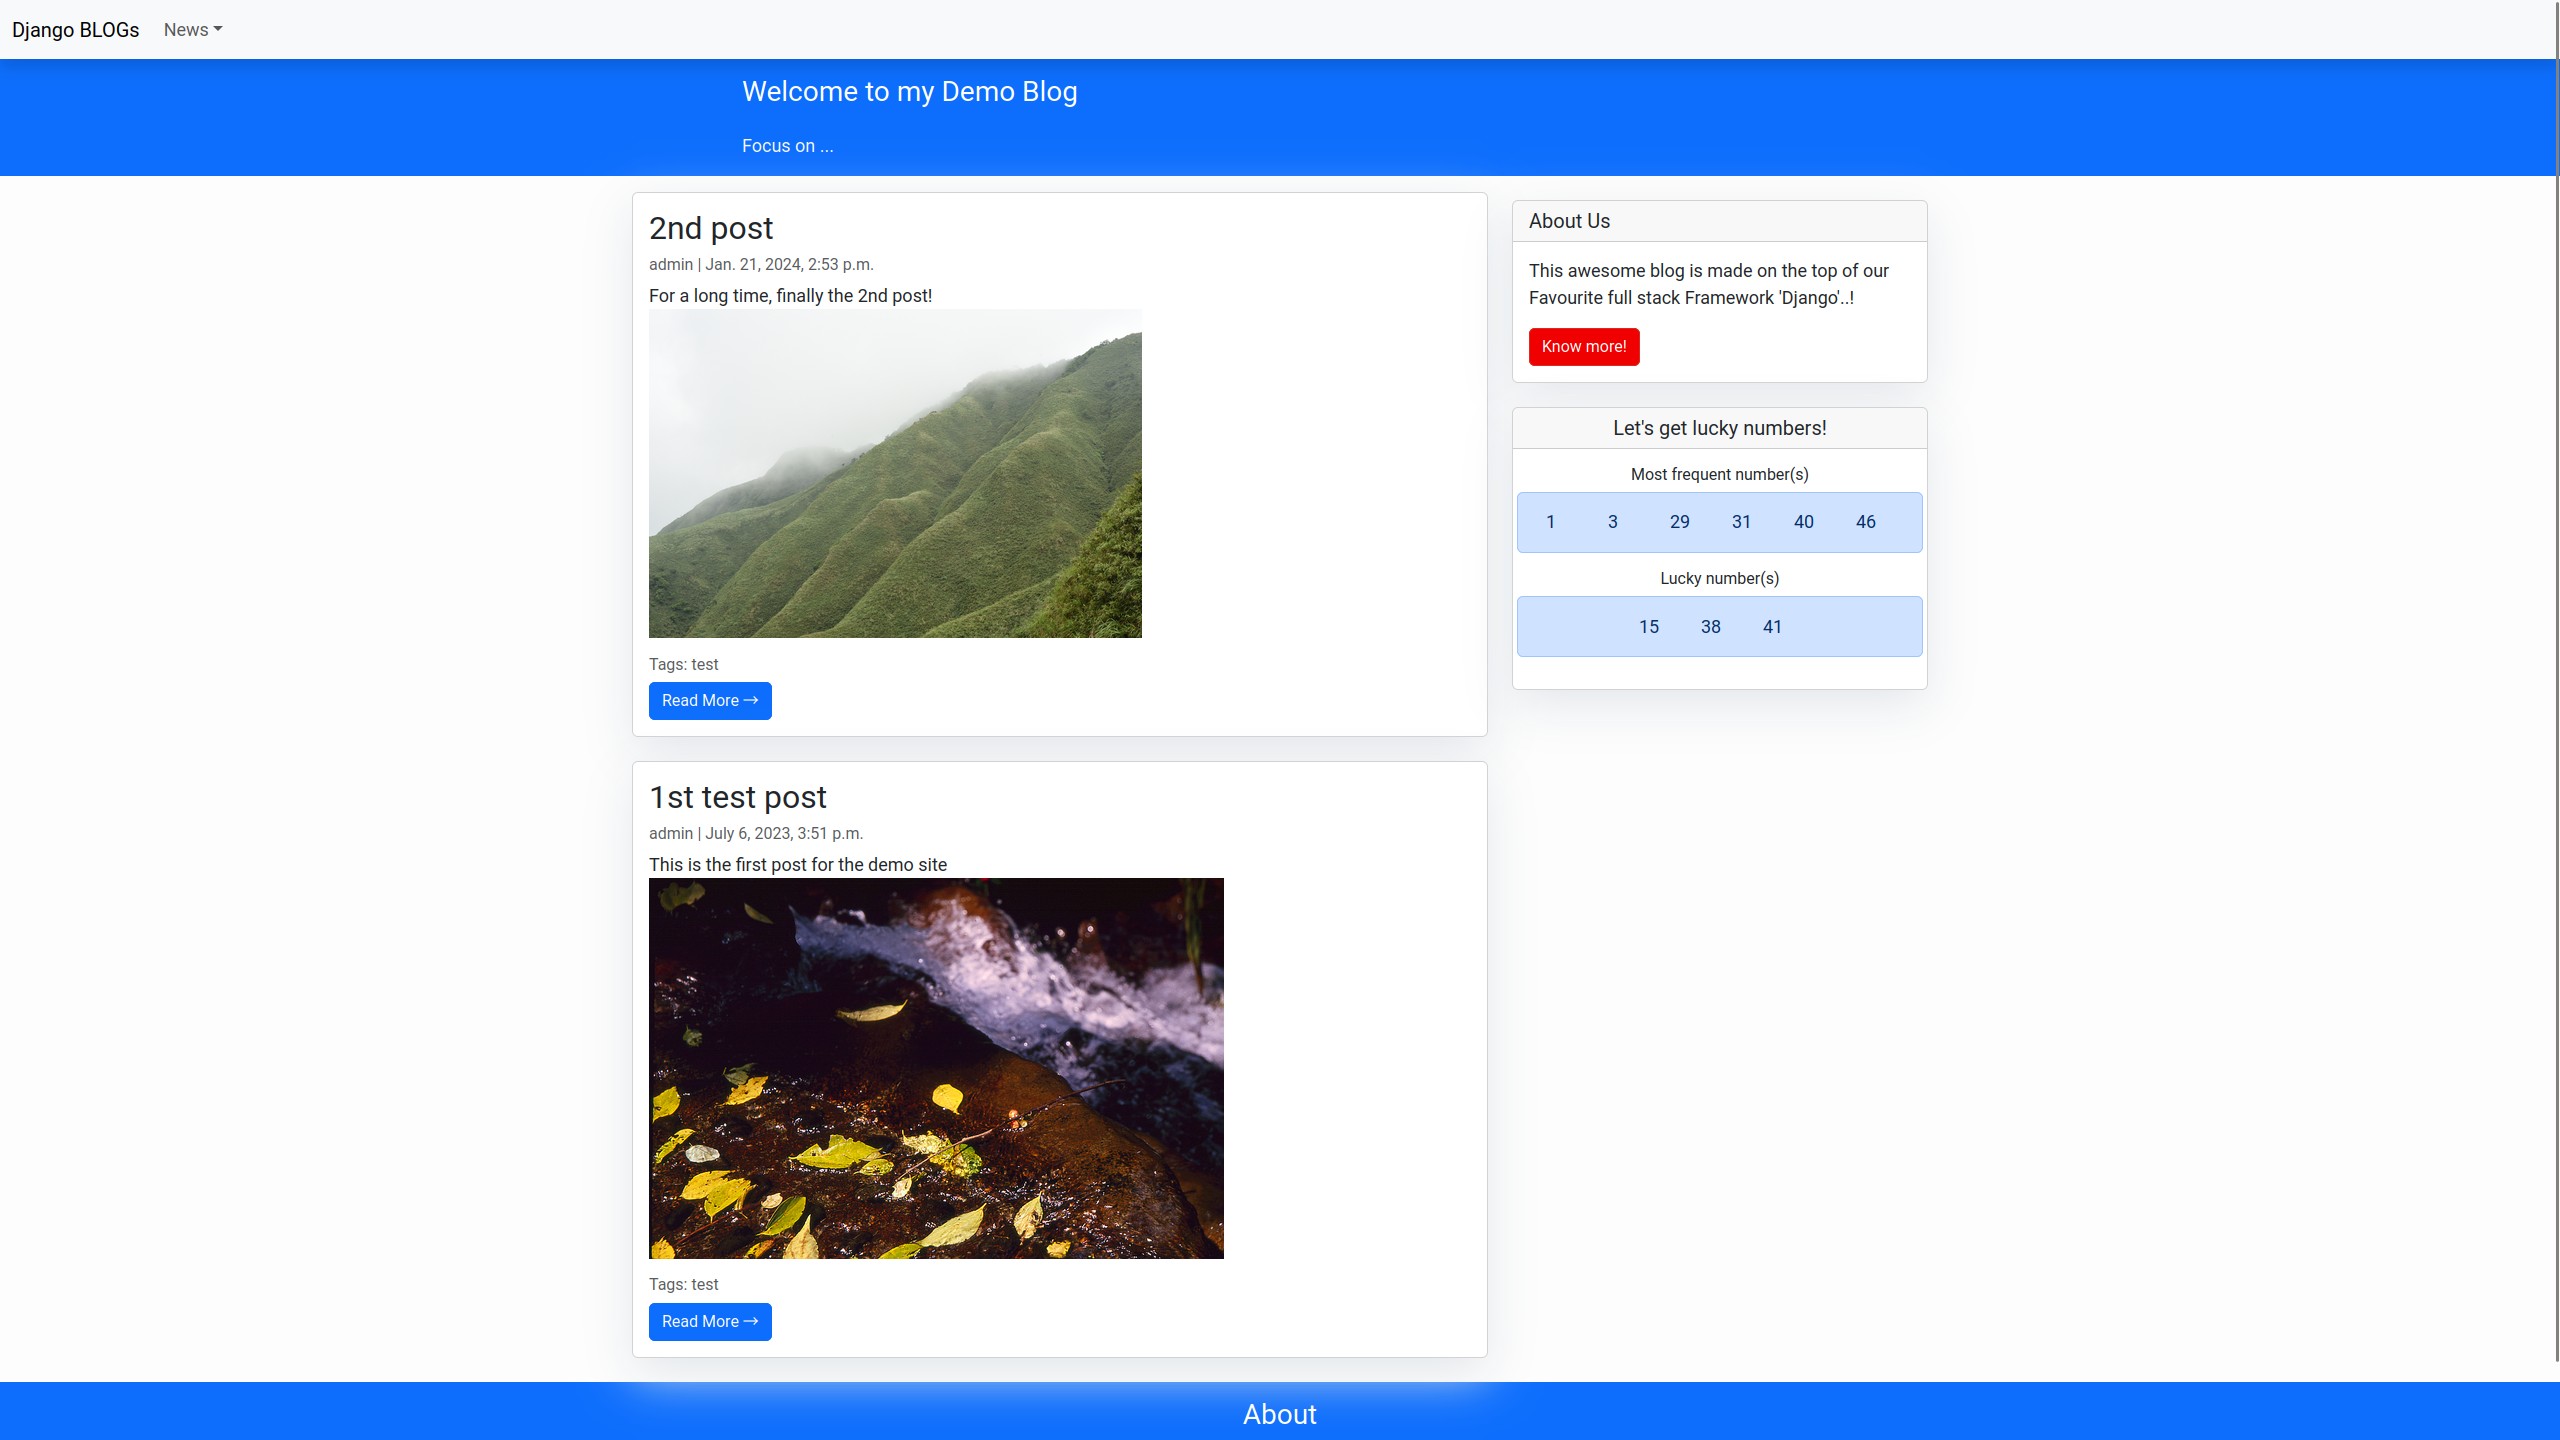 Django BLOGs News
Welcome to my Demo Blog
Focus on ...
2nd post
admin | Jan. 21, 2024, 2:53 p.m.
For a long time, finally the 2nd post!
Tags: test
Read More →
1st test post
admin | July 6, 2023, 3:51 p.m.
This is the first post for the demo site
Tags: test
Read More →
About Us
This awesome blog is made on the top of our
Favourite full stack Framework 'Django'..!
Know more!
Let's get lucky numbers!
Most frequent number(s)
1 3 29 31 40 46
Lucky number(s)
15 38 41
About